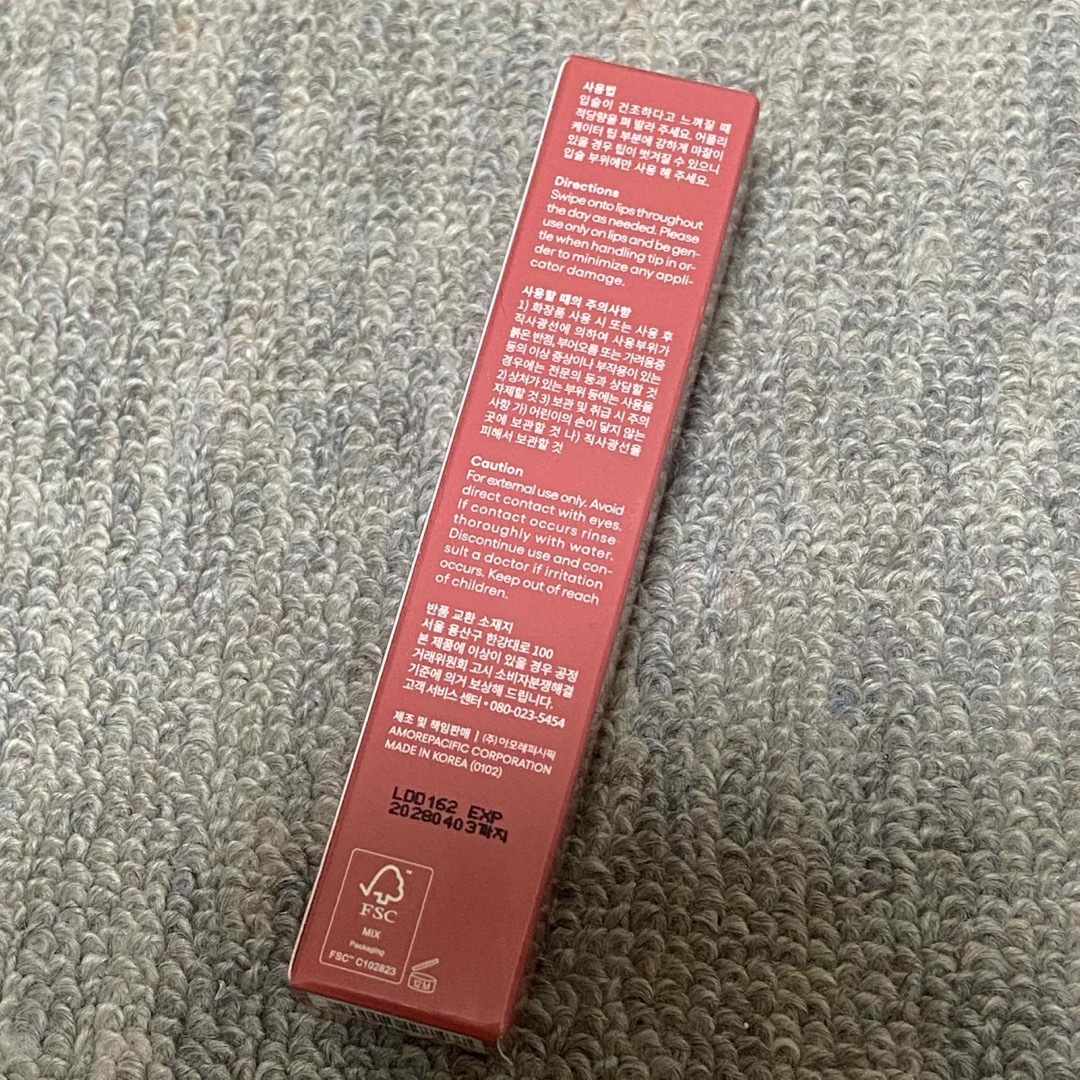 사용법
입술이 건조하다고 느껴질 때
적당량을 펴 발라 주세요. 어플리
케이터 팁 부분에 강하게 마찰이
있을 경우 팁이 벗겨질 수 있으니
입술 부위에만 사용 해 주세요.
Directions
Swipe onto lips throughout
the day as needed. Please
use only on lips and be gen-
tle when handling tip in or-
der to minimize any appli-
cator damage.
사용할 때의 주의사항
1) 화장품 사용 시 또는 사용 후
직사광선에 의하여 사용부위가
붉은 반점, 부어오름 또는 가려움증
등의 이상 증상이나 부작용이 있는
경우에는 전문의 등과 상담할 것
2) 상처가 있는 부위 등에는 사용을
자제할 것 3) 보관 및 취급 시 주의
사항 가) 어린이의 손이 닿지 않는
곳에 보관할 것 나) 직사광선을
피해서 보관할 것
Caution
For external use only. Avoid
direct contact with eyes.
If contact occurs rinse
thoroughly with water.
Discontinue use and con-
sult a doctor if irritation
occurs. Keep out of reach
of children.
반품 교환 소재지
서울 용산구 한강대로 100
본 제품에 이상이 있을 경우 공정
거래위원회 고시 소비자분쟁해결
기준에 의거 보상해 드립니다.
고객 서비스 센터 • 080-023-5454
제조 및 책임판매 | (주) 아모레퍼시픽
AMOREPACIFIC CORPORATION
MADE IN KOREA (0102)
LDD162 EXP
20280403까지
FSC
MIX
Packaging
FSC™ C102823
12M